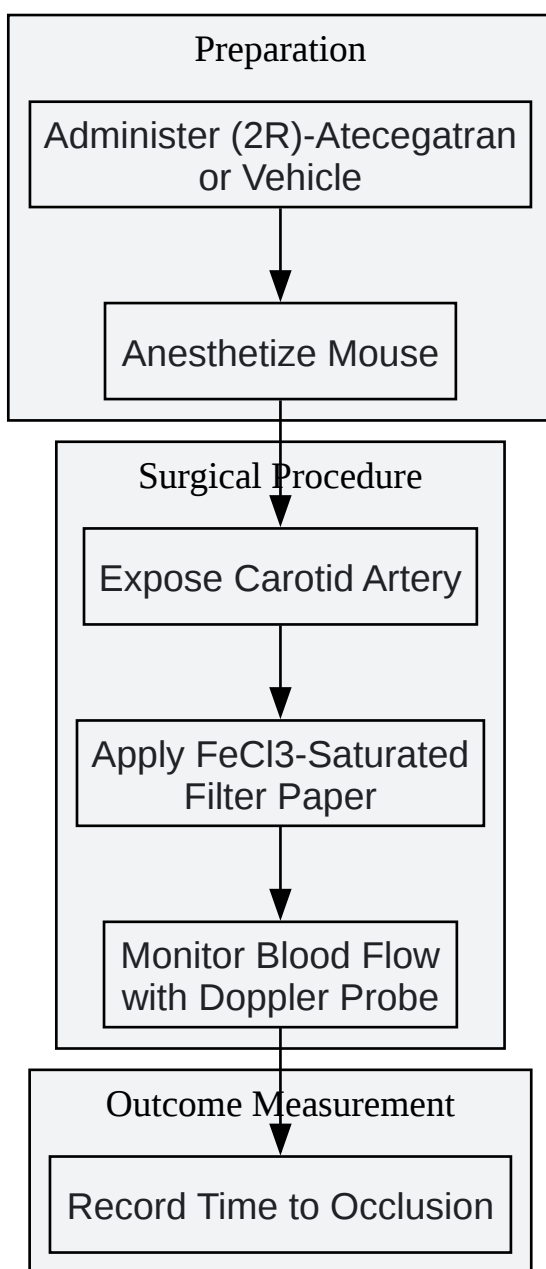 Preparation
Administer (2R)-Atecegatran
or Vehicle
Anesthetize Mouse
Surgical Procedure
Expose Carotid Artery
Apply FeCl3-Saturated
Filter Paper
Monitor Blood Flow
with Doppler Probe
Outcome Measurement
Record Time to Occlusion